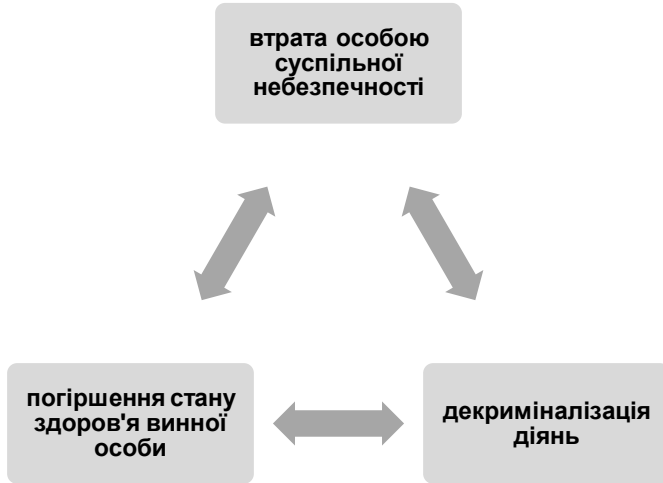 втрата особою
суспільної
небезпечності
погіршення стану
здоров'я винної
особи
декриміналізація
діянь